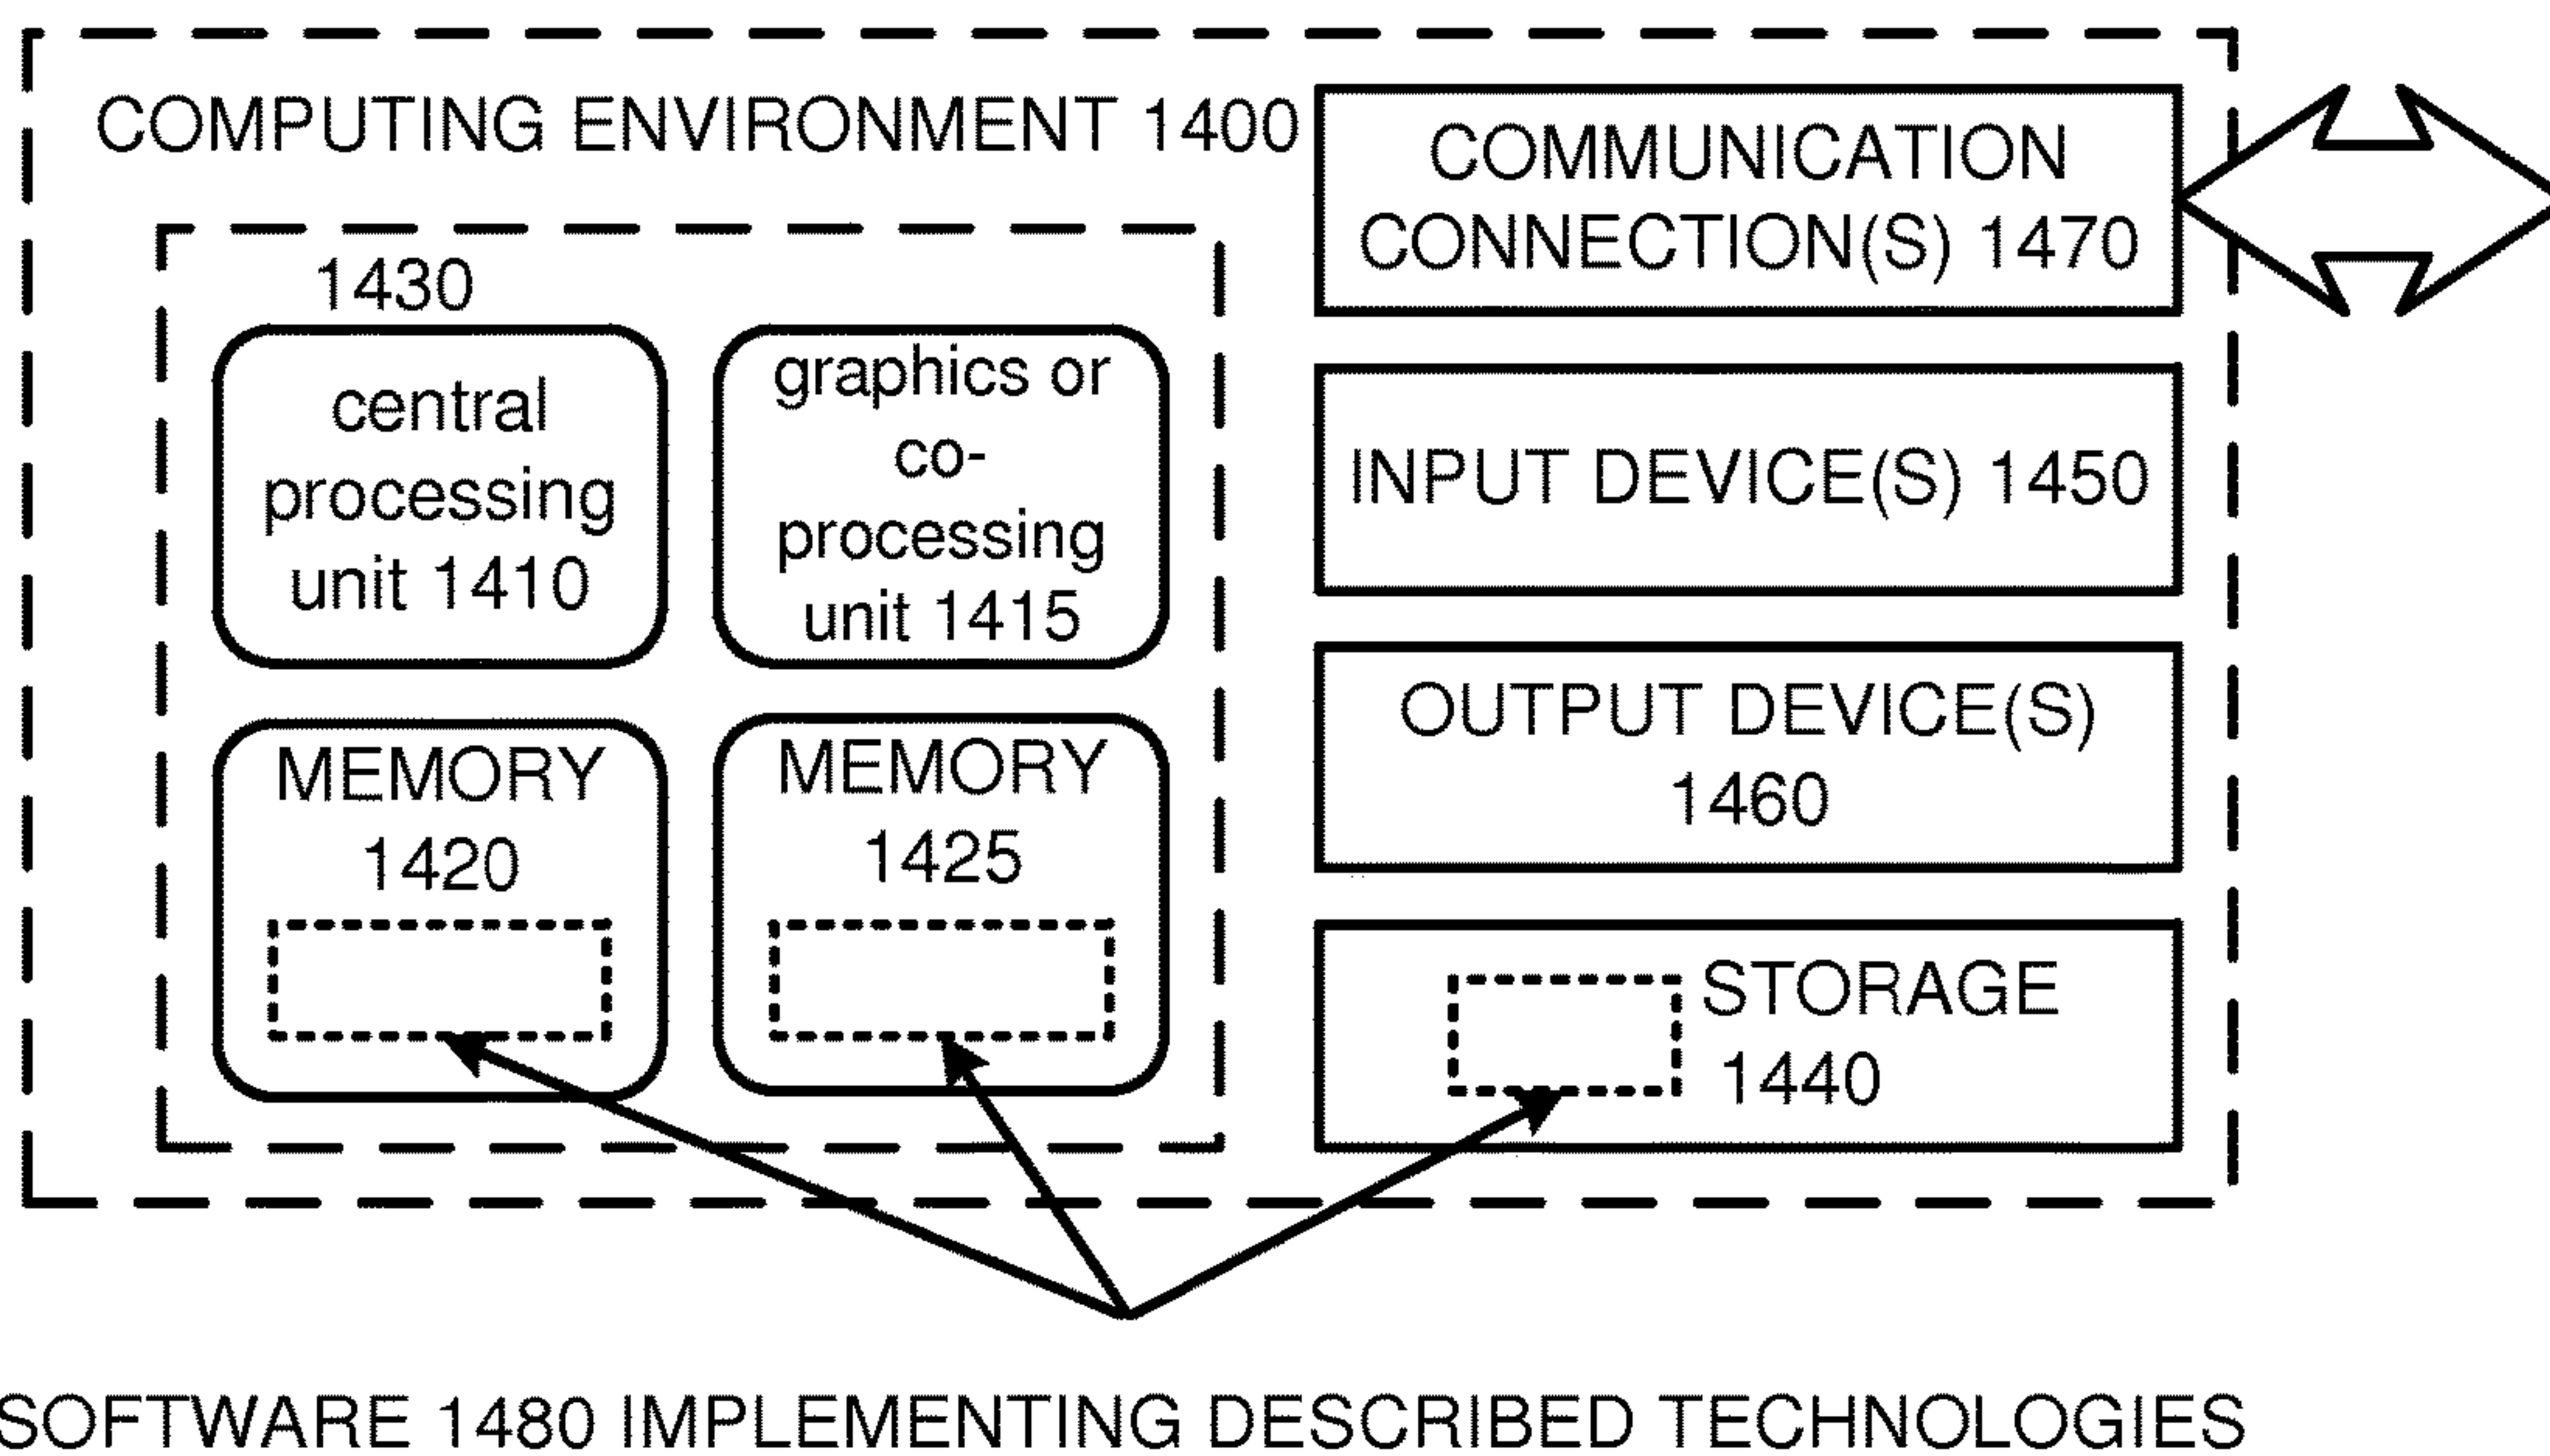 COMPUTING ENVIRONMENT 1400
1430
central
processing
unit 1410
graphics or
co-
processing
unit 1415
MEMORY
1420
MEMORY
1425
COMMUNICATION
CONNECTION(S) 1470
INPUT DEVICE(S) 1450
OUTPUT DEVICE(S)
1460
STORAGE
1440
SOFTWARE 1480 IMPLEMENTING DESCRIBED TECHNOLOGIES